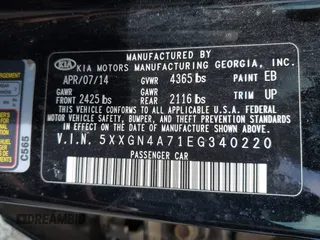 MANUFACTURED BY
KIA KIA MOTORS MANUFACTURING GEORGIA, INC.
APR/07/14 GVWR 4365 lbs PAINT EB
GAWR FRONT 2425 lbs GAWR REAR 2116 lbs TRIM UP
THIS VEHICLE CONFORMS TO ALL APPLICABLE U.S.A. FEDERAL MOTOR VEHICLE
SAFETY, BUMPER, AND THEFT PREVENTION STANDARDS IN EFFECT
ON THE DATE OF MANUFACTURE SHOWN ABOVE.
V.I.N. 5XXGN4A71EG340220
PASSENGER CAR
C565